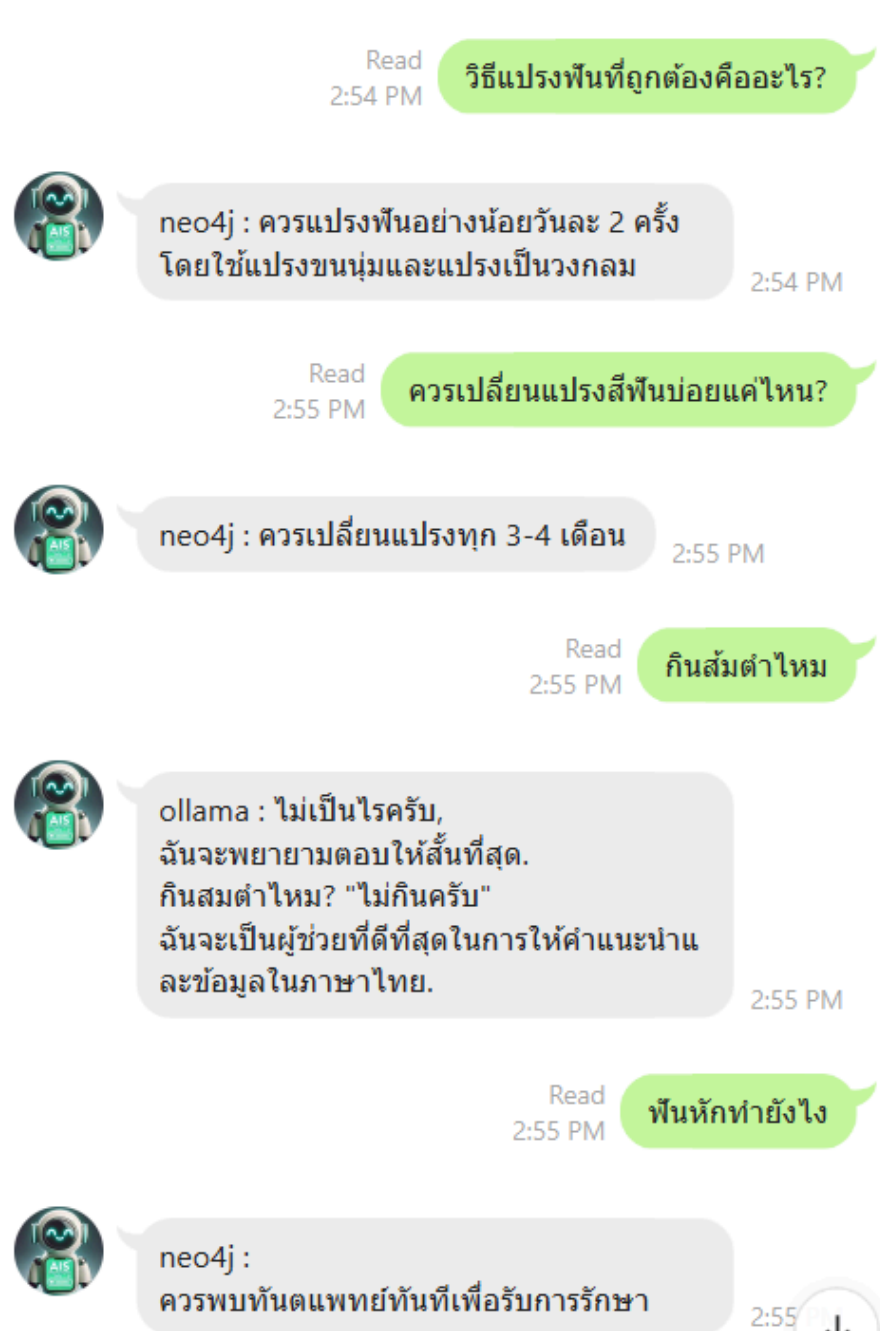 Read
2:54 PM
วิธีแปรงฟันที่ถูกต้องคืออะไร?
AIS
neo4j : ควรแปรงฟันอย่างน้อยวันละ 2 ครั้ง
โดยใช้แปรงขนนุ่มและแปรงเป็นวงกลม
2:54 PM
Read
2:55 PM
ควรเปลี่ยนแปรงสีฟันบ่อยแค่ไหน?
AIS
neo4j : ควรเปลี่ยนแปรงทุก 3-4 เดือน
2:55 PM
Read
2:55 PM
กินส้มตำไหม
AIS
ollama : ไม่เป็นไรครับ,
ฉันจะพยายามตอบให้สั้นที่สุด.
กินสมตำไหม? "ไม่กินครับ"
ฉันจะเป็นผู้ช่วยที่ดีที่สุดในการให้คำแนะนำแ
ละข้อมูลในภาษาไทย.
2:55 PM
Read
2:55 PM
ฟันหักทำยังไง
AIS
neo4j :
ควรพบทันตแพทย์ทันทีเพื่อรับการรักษา
2:55 PM